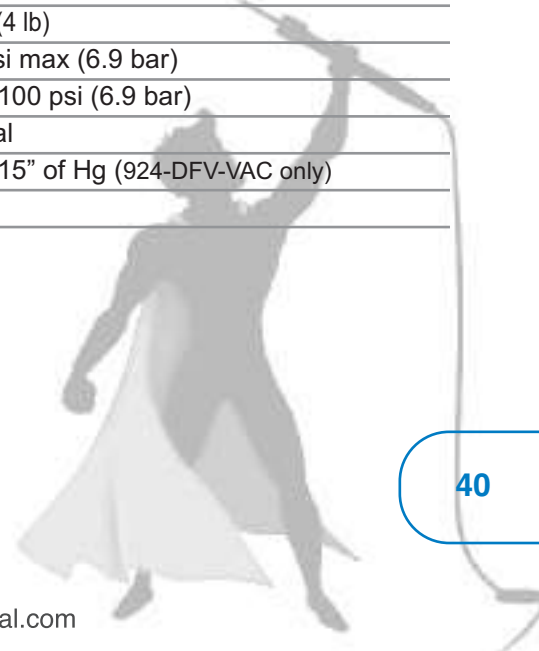 (4 lb)
si max (6.9 bar)
100 psi (6.9 bar)
al
15” of Hg (924-DFV-VAC only)
40
al.com